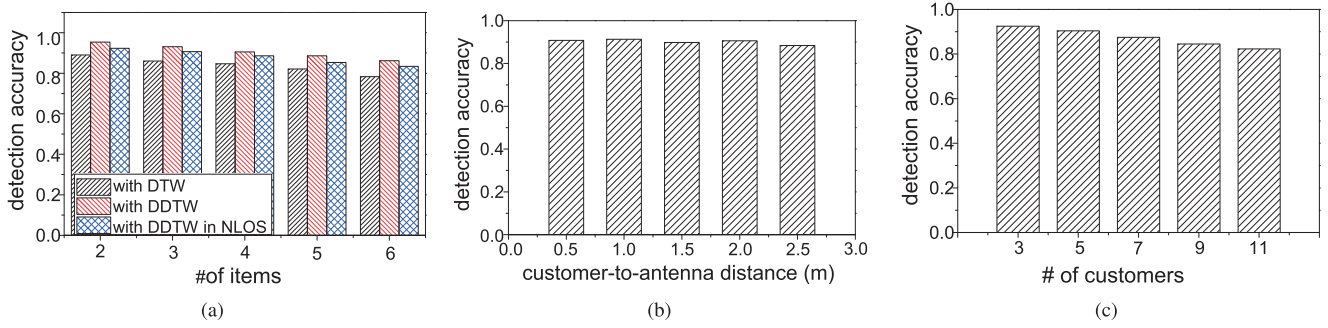 detection accuracy
1.0
0.8
0.6
0.4
0.2
0.0
with DTW
with DDTW
with DDTW in NLOS
2 3 4 5 6
#of items
(a)
detection accuracy
1.0
0.8
0.6
0.4
0.2
0.0
0.0 0.5 1.0 1.5 2.0 2.5 3.0
customer-to-antenna distance (m)
(b)
detection accuracy
1.0
0.8
0.6
0.4
0.2
0.0
3 5 7 9 11
# of customers
(c)